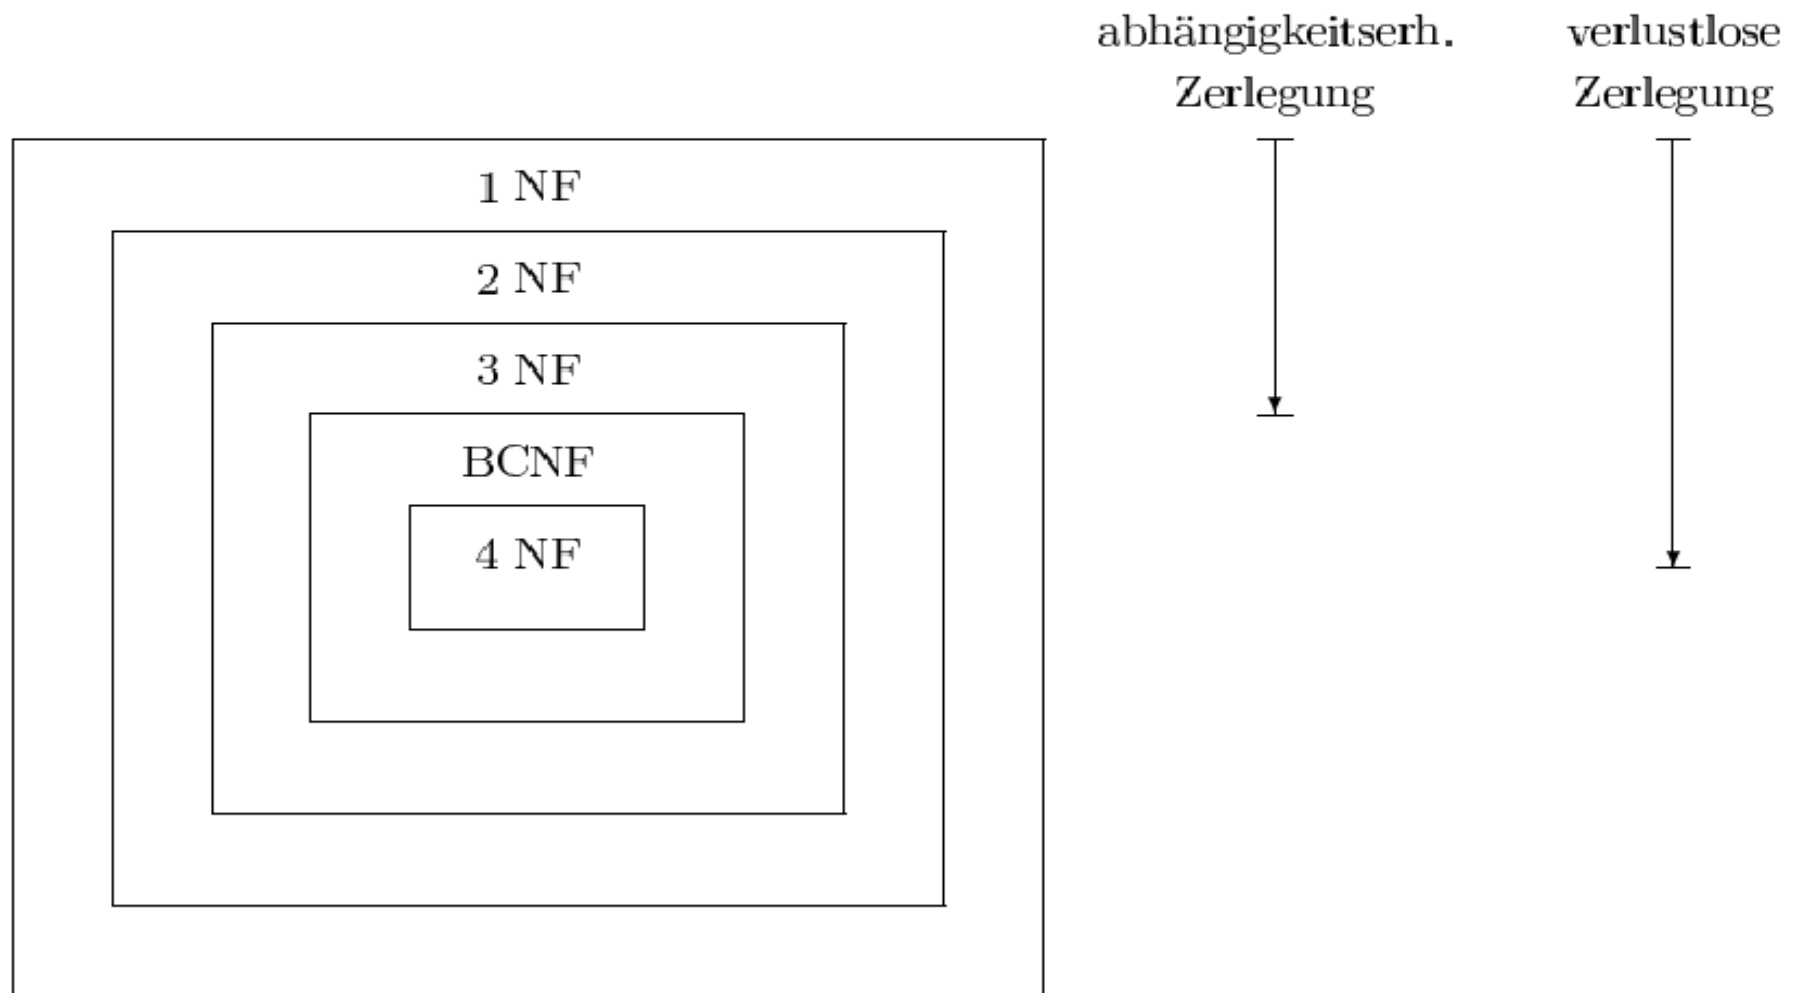 abhängigkeitserh.
Zerlegung
verlustlose
Zerlegung
1 NF
2 NF
3 NF
BCNF
4 NF